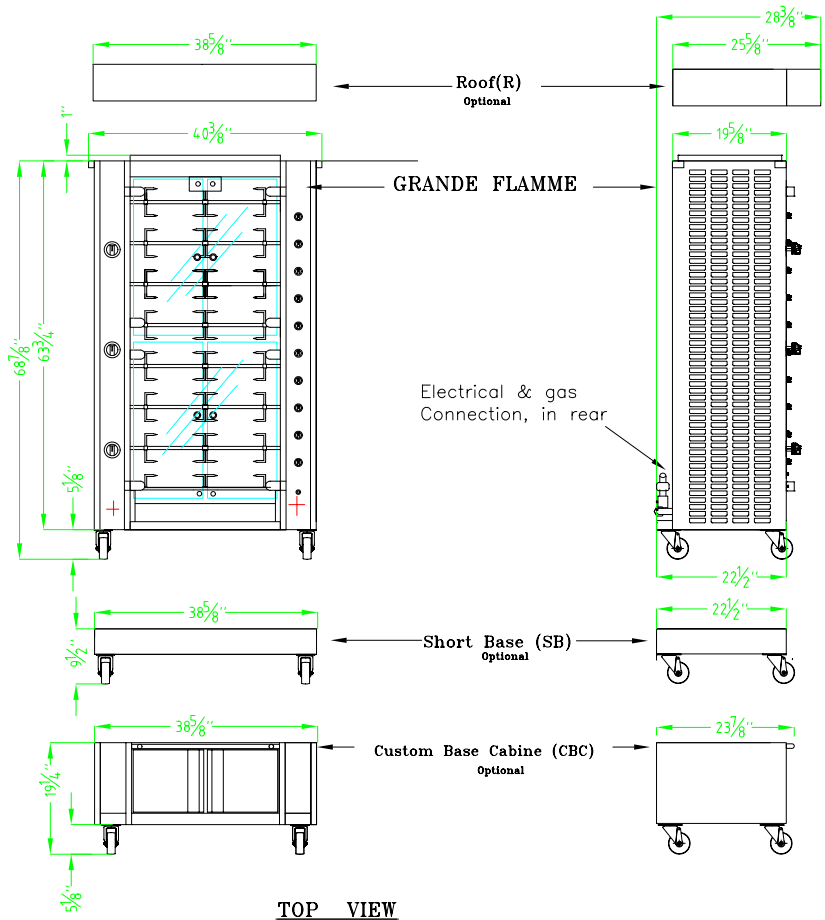 38⅝"
28⅜"
25⅝"
Roof(R)
Optional
1"
40⅜"
19⅝"
GRANDE FLAMME
68⅞"
63¾"
Electrical & gas
Connection, in rear
5⅛"
22½"
38⅝"
22½"
9½"
Short Base (SB)
Optional
38⅝"
23⅞"
19¼"
Custom Base Cabine (CBC)
Optional
5⅛"
TOP VIEW